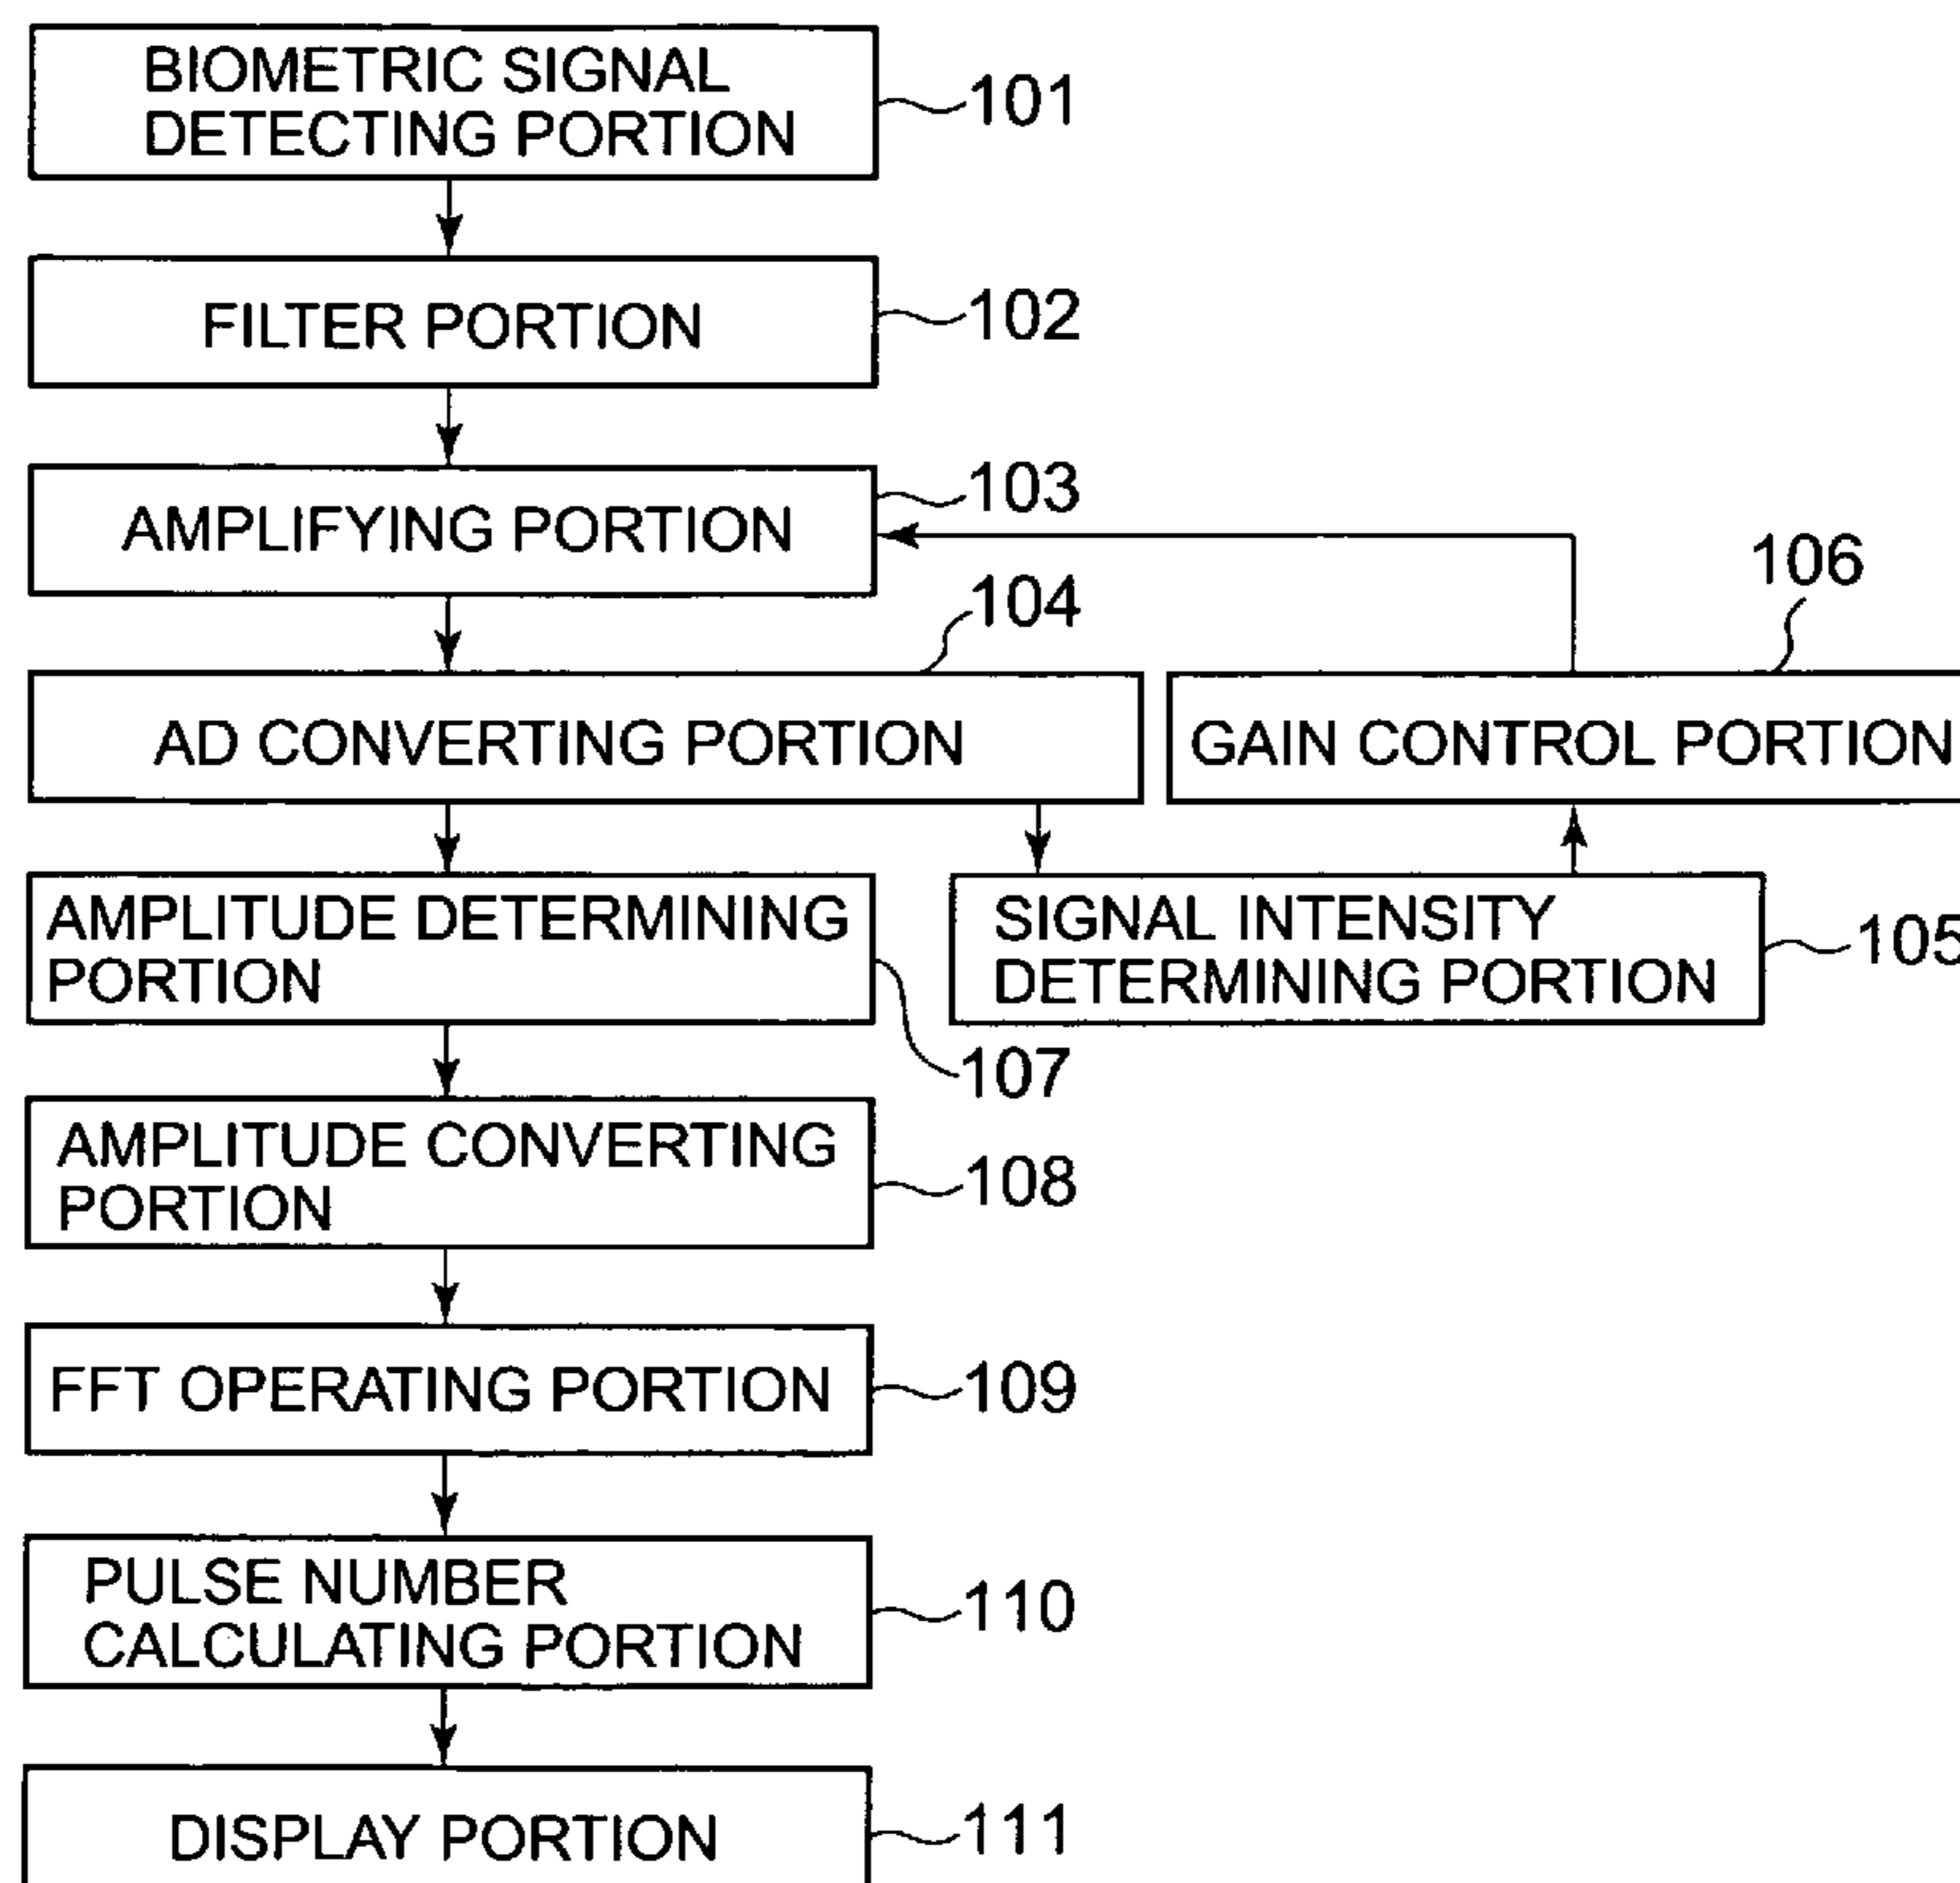 BIOMETRIC SIGNAL
DETECTING PORTION
101
FILTER PORTION
102
AMPLIFYING PORTION
103
104
106
AD CONVERTING PORTION
GAIN CONTROL PORTION
AMPLITUDE DETERMINING
PORTION
107
SIGNAL INTENSITY
DETERMINING PORTION
105
AMPLITUDE CONVERTING
PORTION
108
FFT OPERATING PORTION
109
PULSE NUMBER
CALCULATING PORTION
110
DISPLAY PORTION
111